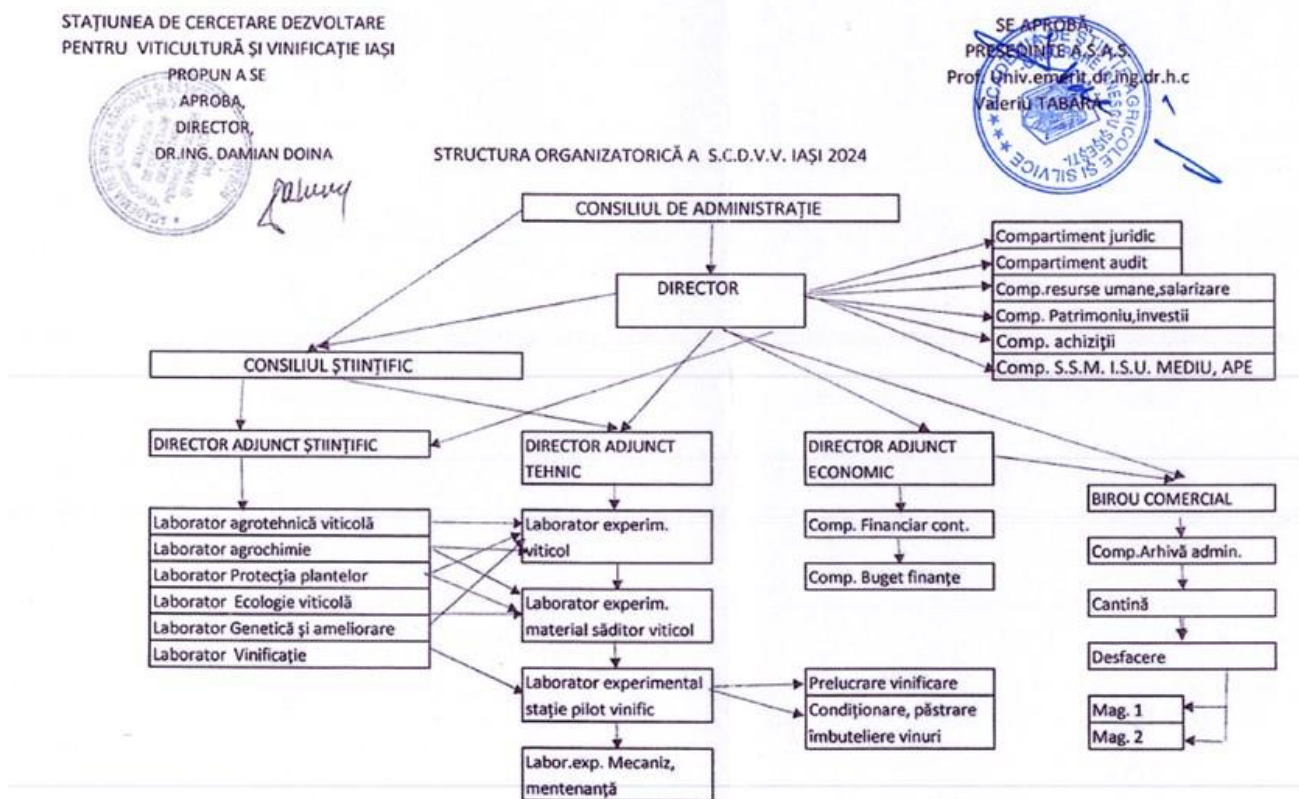 STAȚIUNEA DE CERCETARE DEZVOLTARE
PENTRU VITICULTURĂ ȘI VINIFICAȚIE IAȘI
PROPUN A SE
APROBA,
DIRECTOR,
DR.ING. DAMIAN DOINA
SE APROBĂ,
PREȘEDINTE A.S.A.S.
Prof. Univ.emerit,dr.ing.dr.h.c
Valeriu TABĂRĂ
STRUCTURA ORGANIZATORICĂ A S.C.D.V.V. IAȘI 2024
CONSILIUL DE ADMINISTRAȚIE
DIRECTOR
Compartiment juridic
Compartiment audit
Comp.resurse umane,salarizare
Comp. Patrimoniu,investii
Comp. achiziții
Comp. S.S.M. I.S.U. MEDIU, APE
CONSILIUL ȘTIINȚIFIC
DIRECTOR ADJUNCT ȘTIINȚIFIC
Laborator agrotehnică viticolă
Laborator agrochimie
Laborator Protecția plantelor
Laborator Ecologie viticolă
Laborator Genetică și ameliorare
Laborator Vinificație
DIRECTOR ADJUNCT
TEHNIC
Laborator experim.
viticol
Laborator experim.
material săditor viticol
Laborator experimental
stație pilot vinific
Labor.exp. Mecaniz,
mentenanță
Prelucrare vinificare
Condiționare, păstrare
îmbuteliere vinuri
DIRECTOR ADJUNCT
ECONOMIC
Comp. Financiar cont.
Comp. Buget finanțe
BIROU COMERCIAL
Comp.Arhivă admin.
Cantină
Desfacere
Mag. 1
Mag. 2